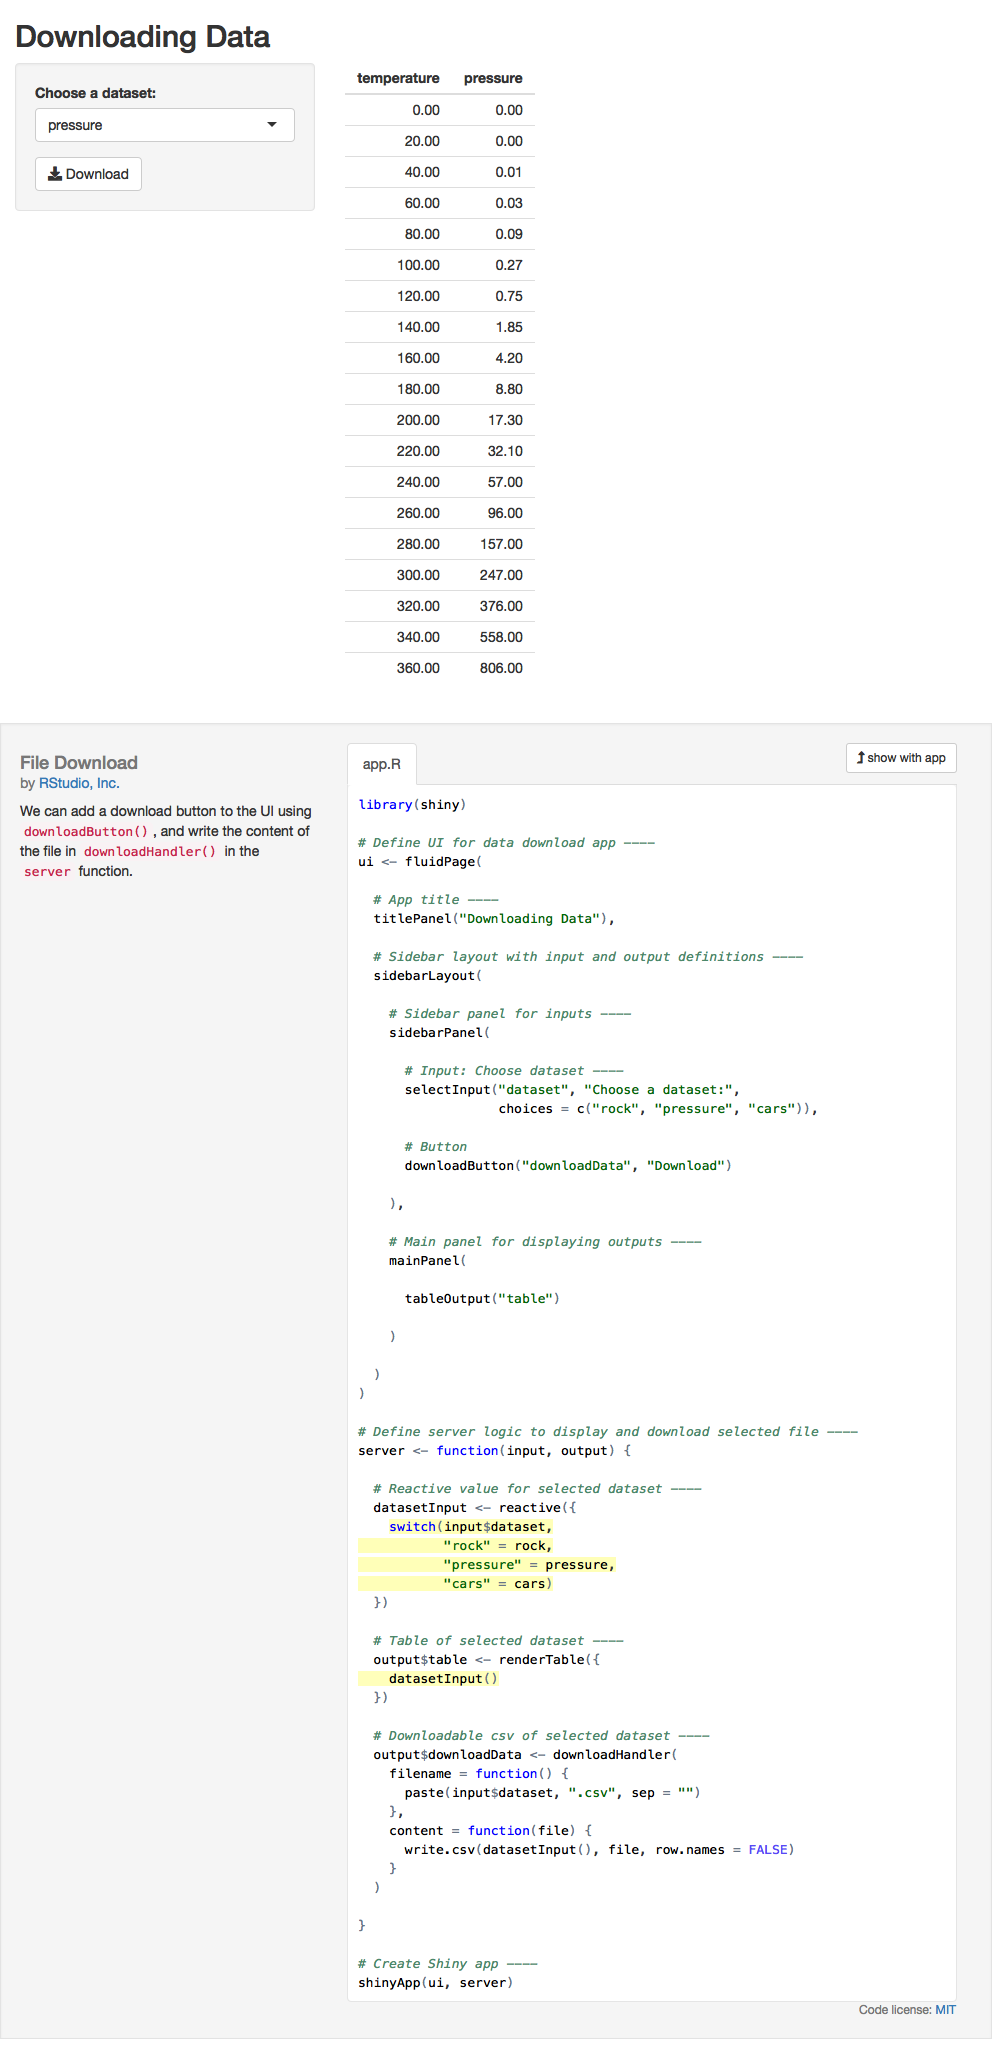 Downloading Data
Choose a dataset:
pressure
Download
temperature pressure
0.00 0.00
20.00 0.00
40.00 0.01
60.00 0.03
80.00 0.09
100.00 0.27
120.00 0.75
140.00 1.85
160.00 4.20
180.00 8.80
200.00 17.30
220.00 32.10
240.00 57.00
260.00 96.00
280.00 157.00
300.00 247.00
320.00 376.00
340.00 558.00
360.00 806.00
File Download
by RStudio, Inc.
We can add a download button to the UI using
downloadButton() , and write the content of
the file in downloadHandler() in the
server function.
app.R
show with app
library(shiny)
# Define UI for data download app ----
ui <- fluidPage(
  # App title ----
  titlePanel("Downloading Data"),
  # Sidebar layout with input and output definitions ----
  sidebarLayout(
    # Sidebar panel for inputs ----
    sidebarPanel(
      # Input: Choose dataset ----
      selectInput("dataset", "Choose a dataset:",
                  choices = c("rock", "pressure", "cars")),
      # Button
      downloadButton("downloadData", "Download")
    ),
    # Main panel for displaying outputs ----
    mainPanel(
      tableOutput("table")
    )
  )
)
# Define server logic to display and download selected file ----
server <- function(input, output) {
  # Reactive value for selected dataset ----
  datasetInput <- reactive({
    switch(input$dataset,
           "rock" = rock,
           "pressure" = pressure,
           "cars" = cars)
  })
  # Table of selected dataset ----
  output$table <- renderTable({
    datasetInput()
  })
  # Downloadable csv of selected dataset ----
  output$downloadData <- downloadHandler(
    filename = function() {
      paste(input$dataset, ".csv", sep = "")
    },
    content = function(file) {
      write.csv(datasetInput(), file, row.names = FALSE)
    }
  )
}
# Create Shiny app ----
shinyApp(ui, server)
Code license: MIT